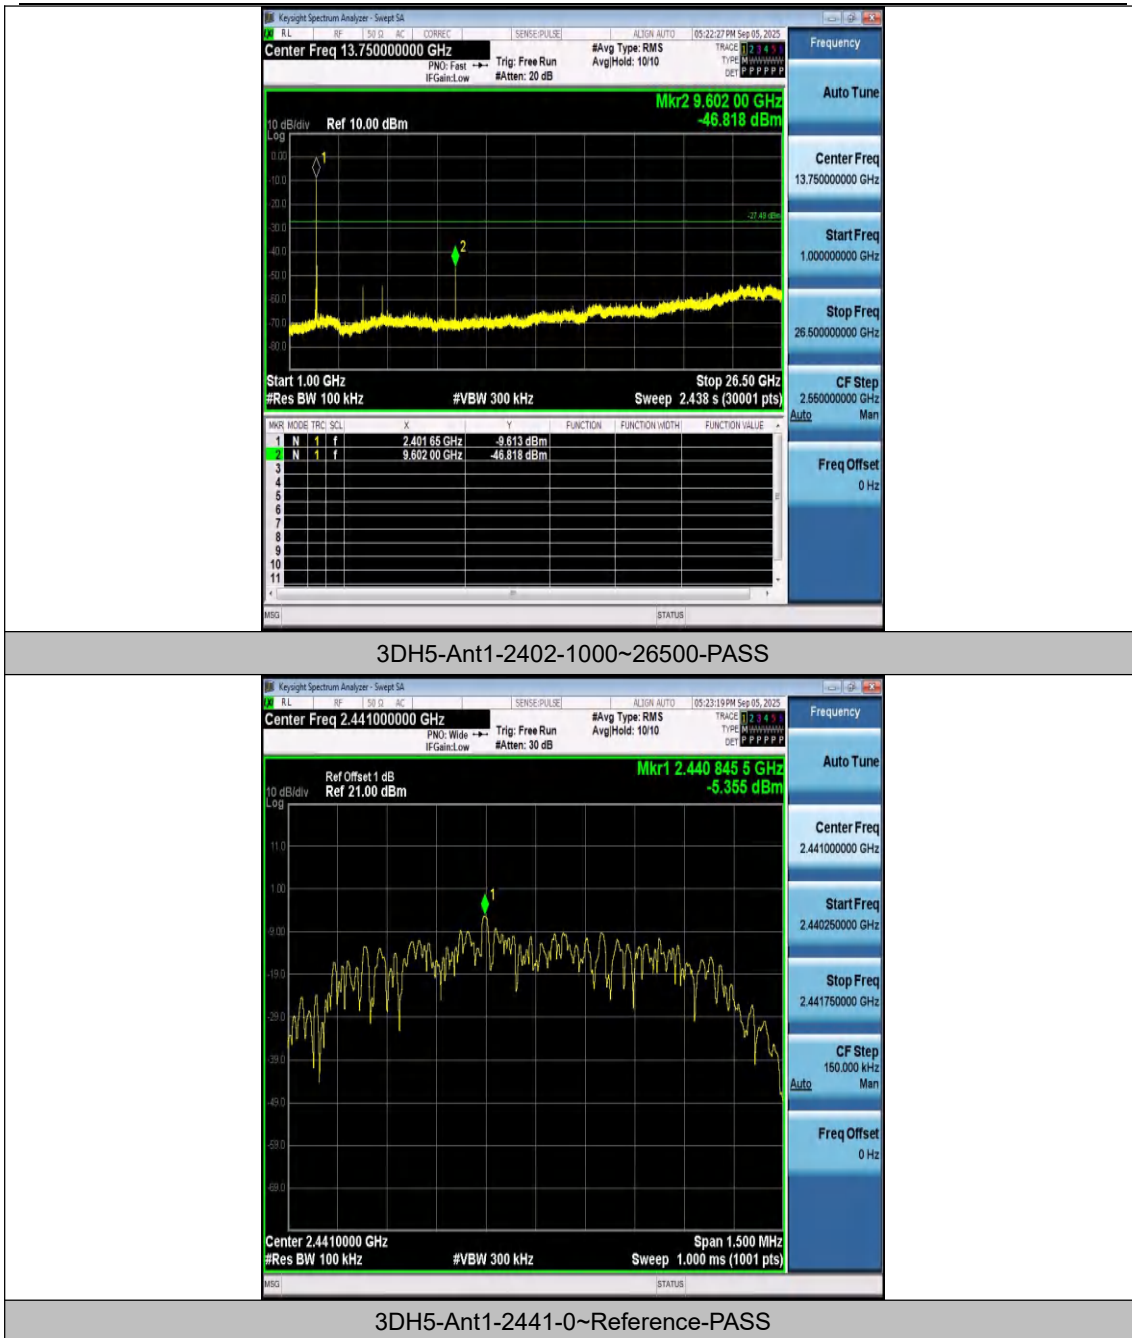 Keysight Spectrum Analyzer - Swept SA
RL RF 50 Ω AC CORREC SENSE:PULSE ALIGN AUTO 05:22:27 PM Sep 05, 2025
Center Freq 13.750000000 GHz
#Avg Type: RMS
TRACE 1 2 3 4 5 6
PNO: Fast Trig: Free Run Avg|Hold: 10/10
TYPE M WWWWW
IFGain:Low #Atten: 20 dB
DET P P P P P P
Mkr2 9.602 00 GHz
-46.818 dBm
10 dB/div Ref 10.00 dBm
Log
0.00
-10.0
-20.0
-30.0
-40.0
-50.0
-60.0
-70.0
-80.0
1
2
-27.49 dBm
Start 1.00 GHz Stop 26.50 GHz
#Res BW 100 kHz #VBW 300 kHz Sweep 2.438 s (30001 pts)
MKR MODE TRC SCL X Y FUNCTION FUNCTION WIDTH FUNCTION VALUE
1 N 1 f 2.401 65 GHz -9.613 dBm
2 N 1 f 9.602 00 GHz -46.818 dBm
3
4
5
6
7
8
9
10
11
MSG STATUS
Frequency
Auto Tune
Center Freq
13.750000000 GHz
Start Freq
1.000000000 GHz
Stop Freq
26.500000000 GHz
CF Step
2.550000000 GHz
Auto Man
Freq Offset
0 Hz
3DH5-Ant1-2402-1000~26500-PASS
Keysight Spectrum Analyzer - Swept SA
RL RF 50 Ω AC SENSE:PULSE ALIGN AUTO 05:23:19 PM Sep 05, 2025
Center Freq 2.441000000 GHz
#Avg Type: RMS
TRACE 1 2 3 4 5 6
PNO: Wide Trig: Free Run Avg|Hold: 10/10
TYPE M WWWWW
IFGain:Low #Atten: 30 dB
DET P P P P P P
Mkr1 2.440 845 5 GHz
-5.355 dBm
Ref Offset 1 dB
10 dB/div Ref 21.00 dBm
Log
11.0
1.00
-9.00
-19.0
-29.0
-39.0
-49.0
-59.0
-69.0
1
Center 2.4410000 GHz Span 1.500 MHz
#Res BW 100 kHz #VBW 300 kHz Sweep 1.000 ms (1001 pts)
MSG STATUS
Frequency
Auto Tune
Center Freq
2.441000000 GHz
Start Freq
2.440250000 GHz
Stop Freq
2.441750000 GHz
CF Step
150.000 kHz
Auto Man
Freq Offset
0 Hz
3DH5-Ant1-2441-0~Reference-PASS